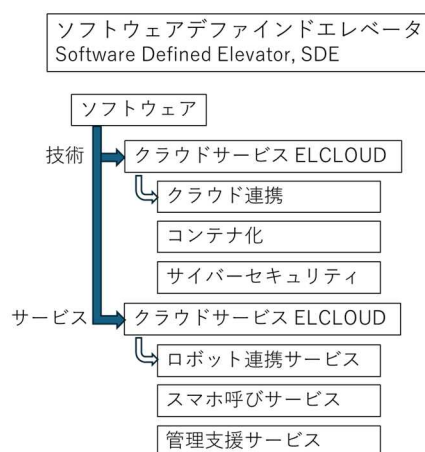 ソフトウェアデファインドエレベータ
Software Defined Elevator, SDE
ソフトウェア
技術
クラウドサービス ELCLOUD
クラウド連携
コンテナ化
サイバーセキュリティ
サービス
クラウドサービス ELCLOUD
ロボット連携サービス
スマホ呼びサービス
管理支援サービス